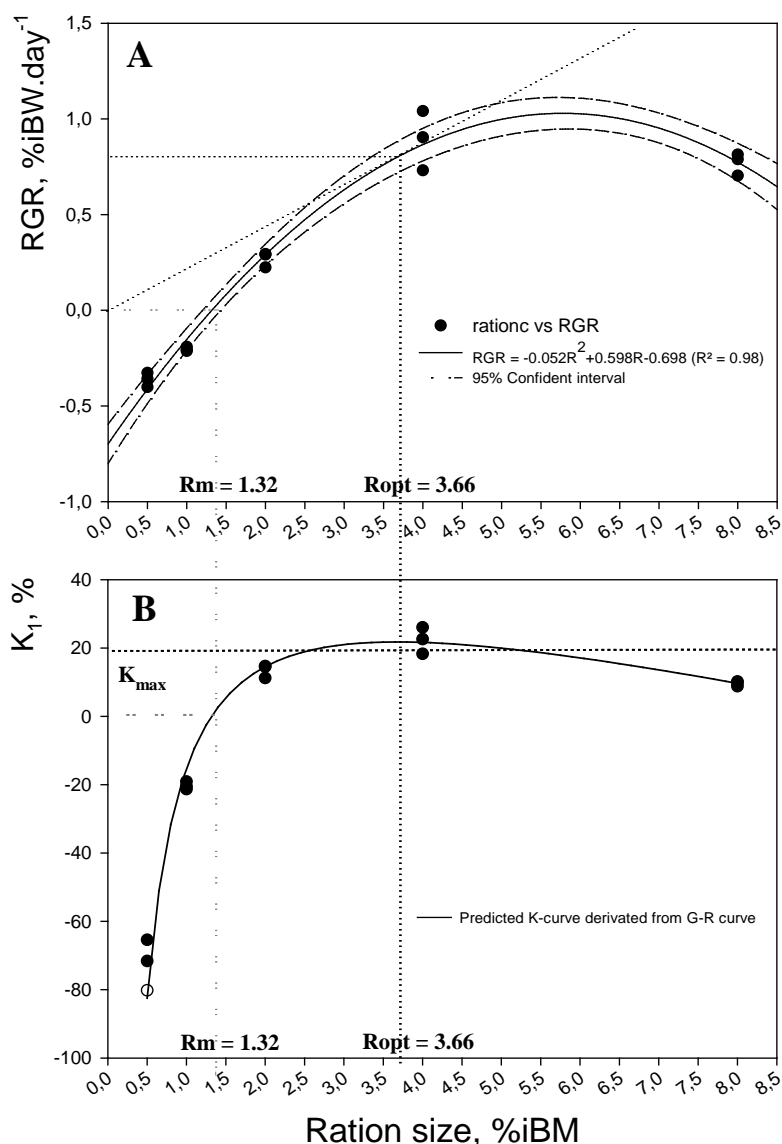 A
RGR, %iBW.day-1
1,5
1,0
0,5
0,0
-0,5
-1,0
rationc vs RGR
RGR = -0.052R2+0.598R-0.698 (R² = 0.98)
95% Confident interval
Rm = 1.32
Ropt = 3.66
0,0 0,5 1,0 1,5 2,0 2,5 3,0 3,5 4,0 4,5 5,0 5,5 6,0 6,5 7,0 7,5 8,0 8,5
B
K1, %
40
20
0
-20
-40
-60
-80
-100
Kmax
Predicted K-curve derivated from G-R curve
Rm = 1.32
Ropt = 3.66
0,0 0,5 1,0 1,5 2,0 2,5 3,0 3,5 4,0 4,5 5,0 5,5 6,0 6,5 7,0 7,5 8,0 8,5
Ration size, %iBM